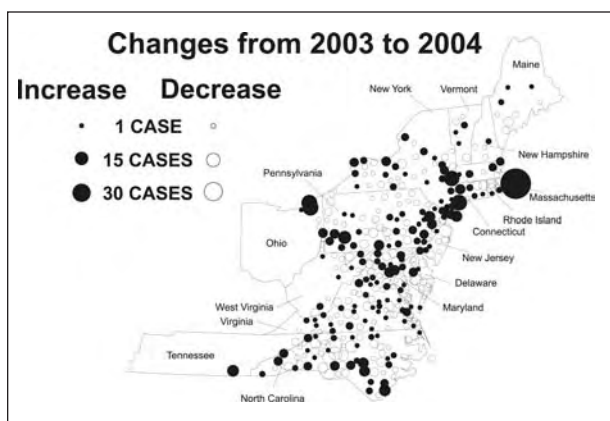 Changes from 2003 to 2004
Increase Decrease
1 CASE
15 CASES
30 CASES
Maine
Vermont
New York
New Hampshire
Pennsylvania
Massachusetts
Rhode Island
Connecticut
Ohio
New Jersey
Delaware
West Virginia
Maryland
Virginia
Tennessee
North Carolina